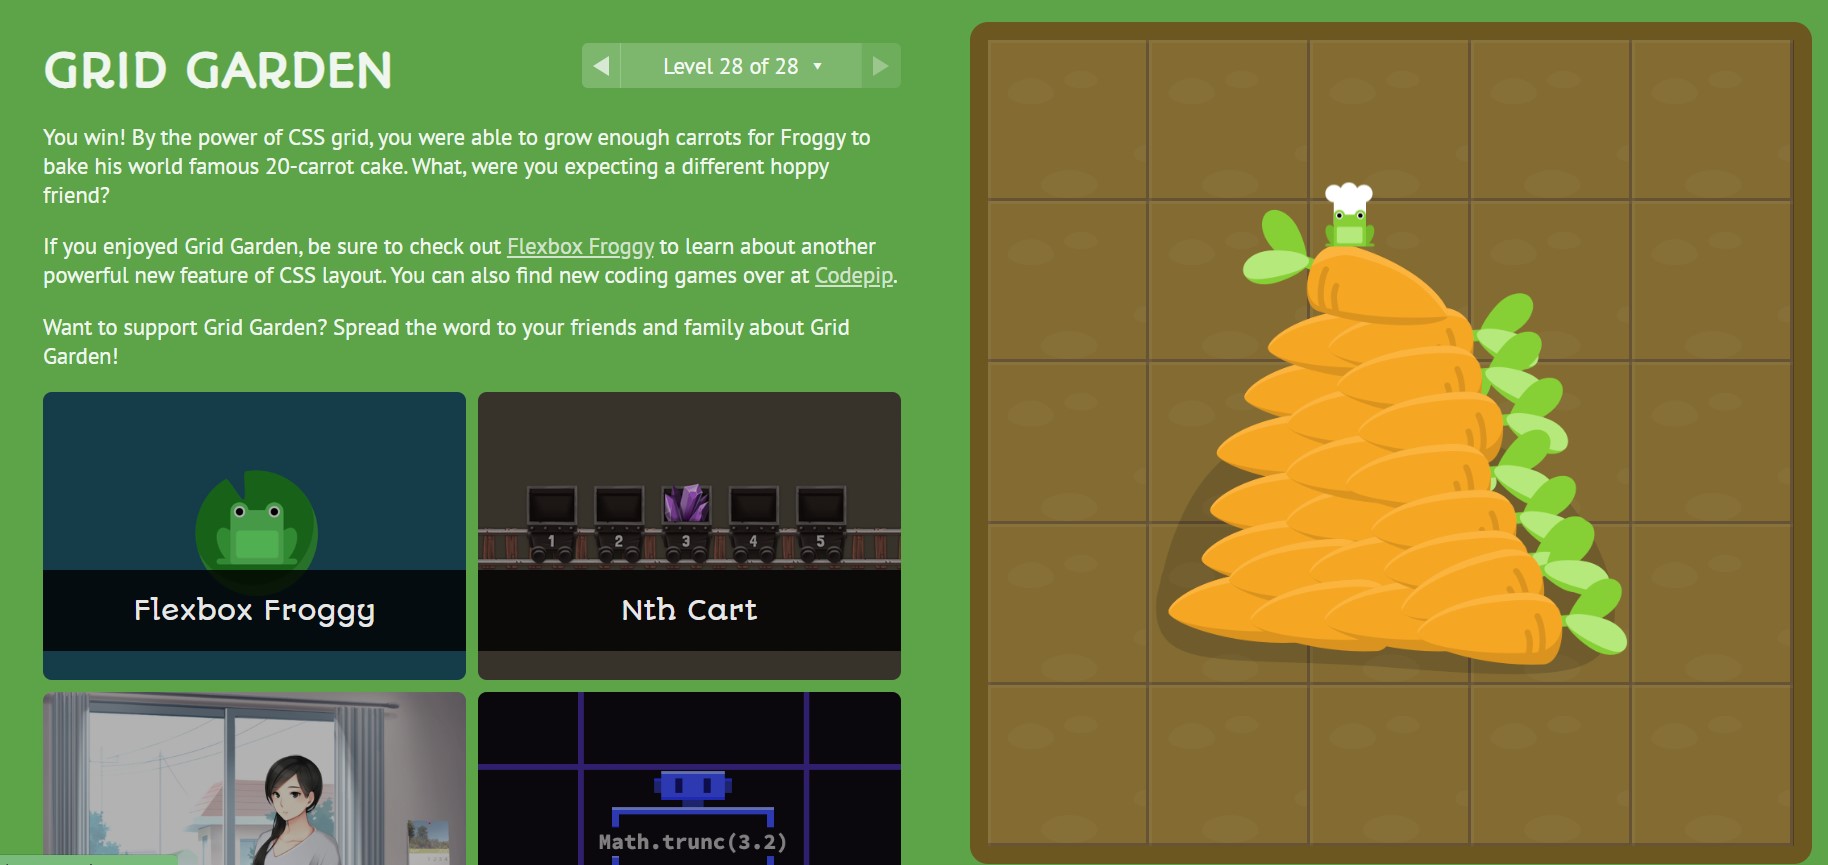 GRID GARDEN
Level 28 of 28
You win! By the power of CSS grid, you were able to grow enough carrots for Froggy to
bake his world famous 20-carrot cake. What, were you expecting a different hoppy
friend?
If you enjoyed Grid Garden, be sure to check out Flexbox Froggy to learn about another
powerful new feature of CSS layout. You can also find new coding games over at Codepip.
Want to support Grid Garden? Spread the word to your friends and family about Grid
Garden!
Flexbox Froggy
1 2 3 4 5
Nth Cart
Math.trunc(3.2)